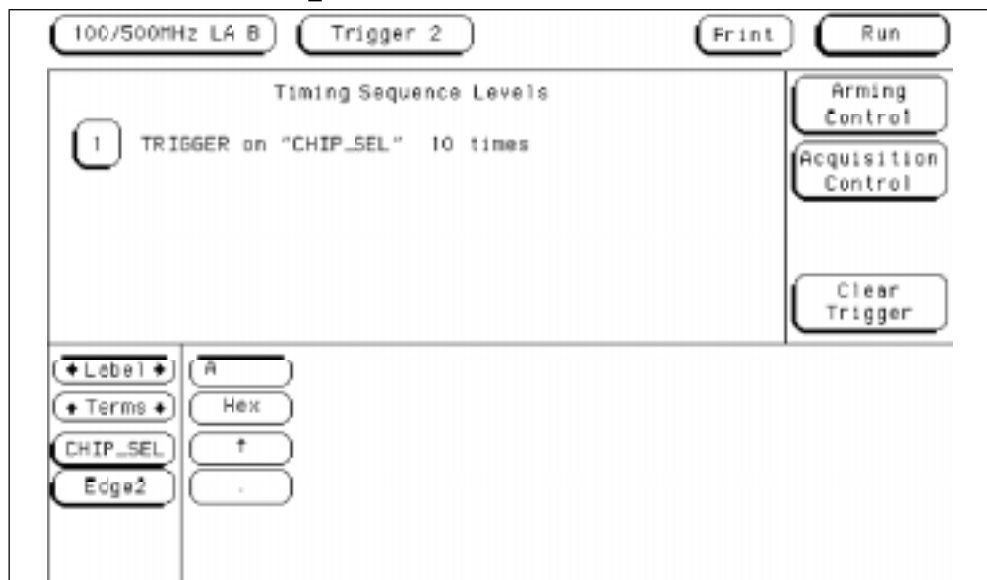 100/500MHz LA B Trigger 2 Print Run
Timing Sequence Levels
1 TRIGGER on "CHIP_SEL" 10 times
Arming
Control
Acquisition
Control
Clear
Trigger
Label A
Terms Hex
CHIP_SEL ↑
Edge2 .